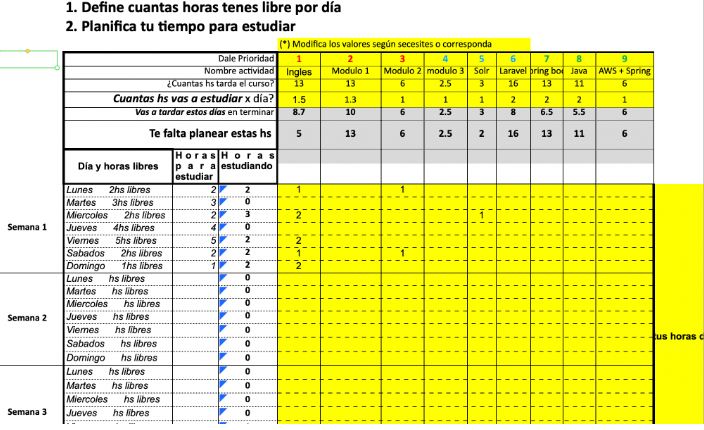 1. Define cuantas horas tenes libre por día
2. Planifica tu tiempo para estudiar
(*) Modifica los valores según secesites o corresponda
Dale Prioridad 1 2 3 4 5 6 7 8 9
Nombre actividad Ingles Modulo 1 Modulo 2 modulo 3 Solr Laravel pring boo Java AWS + Spring
¿Cuantas hs tarda el curso? 13 13 6 2.5 3 16 13 11 6
Cuantas hs vas a estudiar x día? 1.5 1.3 1 1 1 2 2 2 1
Vas a tardar estos días en terminar 8.7 10 6 2.5 3 8 6.5 5.5 6
Te falta planear estas hs 5 13 6 2.5 2 16 13 11 6
Día y horas libres Horas para estudiar Horas estudiando
Semana 1
Lunes 2hs libres 2 2 1 1
Martes 3hs libres 3 0
Miercoles 2hs libres 2 3 2 1
Jueves 4hs libres 4 0
Viernes 5hs libres 5 2 2
Sabados 2hs libres 2 2 1 1
Domingo 1hs libres 1 2 2
Semana 2
Lunes hs libres 0
Martes hs libres 0
Miercoles hs libres 0
Jueves hs libres 0
Viernes hs libres 0
Sabados hs libres 0
Domingo hs libres 0
tus horas d
Semana 3
Lunes hs libres 0
Martes hs libres 0
Miercoles hs libres 0
Jueves hs libres 0